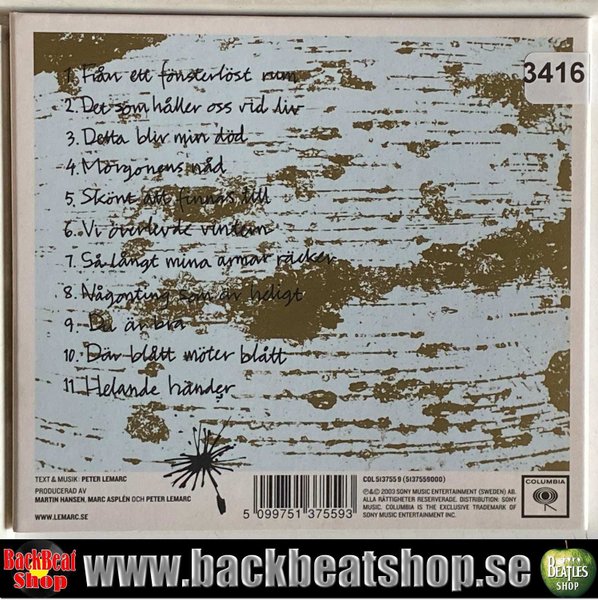 3416
1. Från ett fönsterlöst rum
2. Det som håller oss vid liv
3. Detta blir min död
4. Morgonens nåd
5. Skönt att finnas till
6. Vi överlevde vintern
7. Så långt mina armar räcker
8. Någonting som är heligt
9. Du är bra
10. Där blått möter blått
11. Helande händer
TEXT & MUSIK: PETER LEMARC
PRODUCERAD AV
MARTIN HANSEN, MARC ASPLÉN OCH PETER LEMARC
WWW.LEMARC.SE
5 099751 375593
COL 513755 9 (5137559000)
℗ & © 2003 SONY MUSIC ENTERTAINMENT (SWEDEN) AB.
ALLA RÄTTIGHETER RESERVERADE. DISTRIBUTION: SONY
MUSIC. COLUMBIA IS THE EXCLUSIVE TRADEMARK OF
SONY MUSIC ENTERTAINMENT INC.
COLUMBIA
BackBeat
Shop
www.backbeatshop.se
BEATLES
SHOP